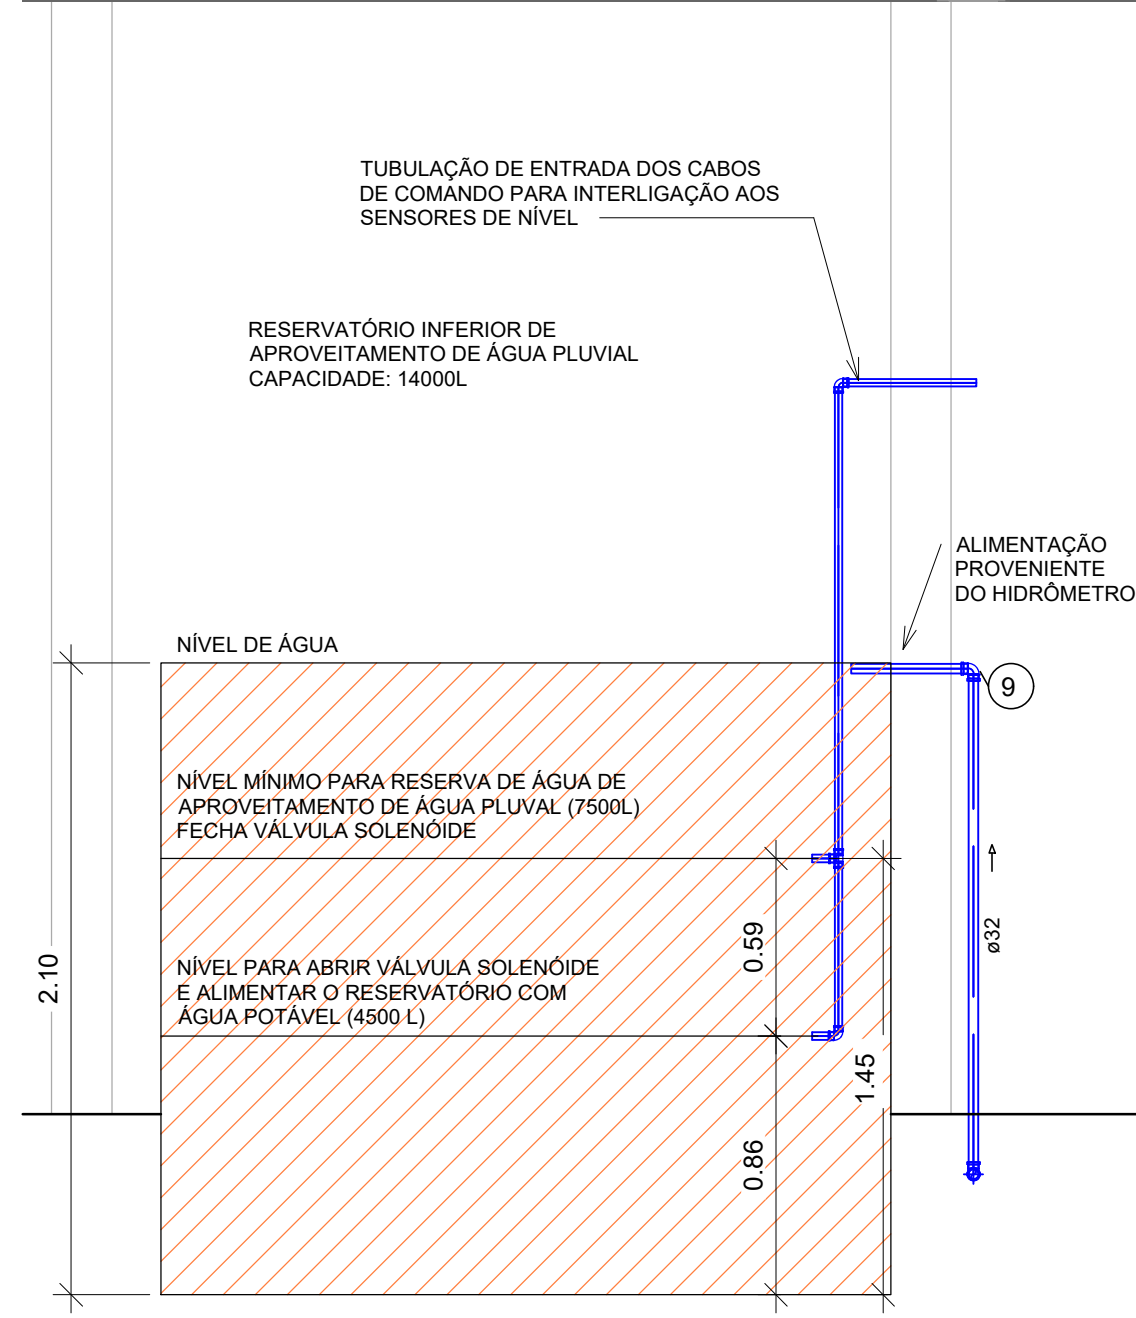 TUBULAÇÃO DE ENTRADA DOS CABOS
DE COMANDO PARA INTERLIGAÇÃO AOS
SENSORES DE NÍVEL
RESERVATÓRIO INFERIOR DE
APROVEITAMENTO DE ÁGUA PLUVIAL
CAPACIDADE: 14000L
ALIMENTAÇÃO
PROVENIENTE
DO HIDRÔMETRO
NÍVEL DE ÁGUA
9
NÍVEL MÍNIMO PARA RESERVA DE ÁGUA DE
APROVEITAMENTO DE ÁGUA PLUVAL (7500L)
FECHA VÁLVULA SOLENÓIDE
2.10
0.59
ø32
NÍVEL PARA ABRIR VÁLVULA SOLENÓIDE
E ALIMENTAR O RESERVATÓRIO COM
ÁGUA POTÁVEL (4500 L)
1.45
0.86